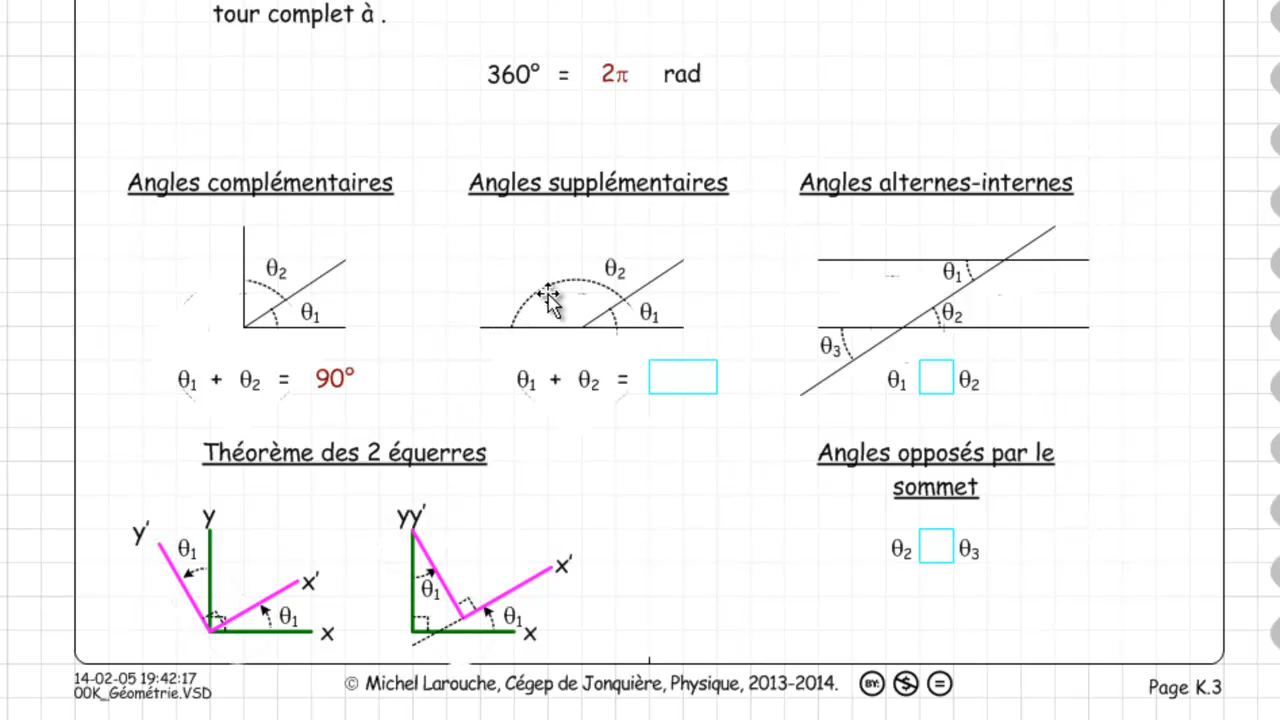 tour complet à .
360° = 2π rad
Angles complémentaires
Angles supplémentaires
Angles alternes-internes
θ2
θ1
θ1 + θ2 = 90°
θ2
θ1
θ1 + θ2 =
θ1
θ2
θ3
θ1 θ2
Théorème des 2 équerres
Angles opposés par le
sommet
θ2 θ3
y'
y
θ1
x'
θ1
x
yy'
x'
θ1
θ1
x
14-02-05 19:42:17
00K_Géométrie.VSD
© Michel Larouche, Cégep de Jonquière, Physique, 2013-2014.
BY: $ =
Page K.3